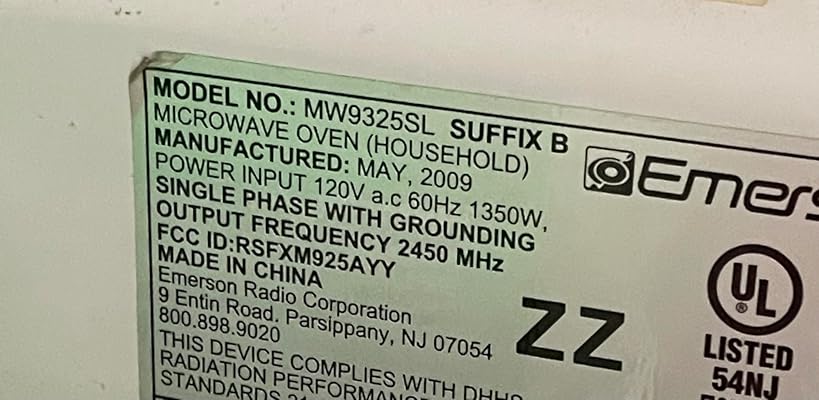 MODEL NO.: MW9325SL SUFFIX B
MICROWAVE OVEN (HOUSEHOLD)
MANUFACTURED: MAY, 2009
POWER INPUT 120V a.c 60Hz 1350W,
SINGLE PHASE WITH GROUNDING
OUTPUT FREQUENCY 2450 MHz
FCC ID:RSFXM925AYY
MADE IN CHINA
Emerson Radio Corporation
9 Entin Road. Parsippany, NJ 07054
800.898.9020
THIS DEVICE COMPLIES WITH DHHS
RADIATION PERFORMANCE
STANDARDS 21
ZZ
Emers
UL
®
LISTED
54NJ